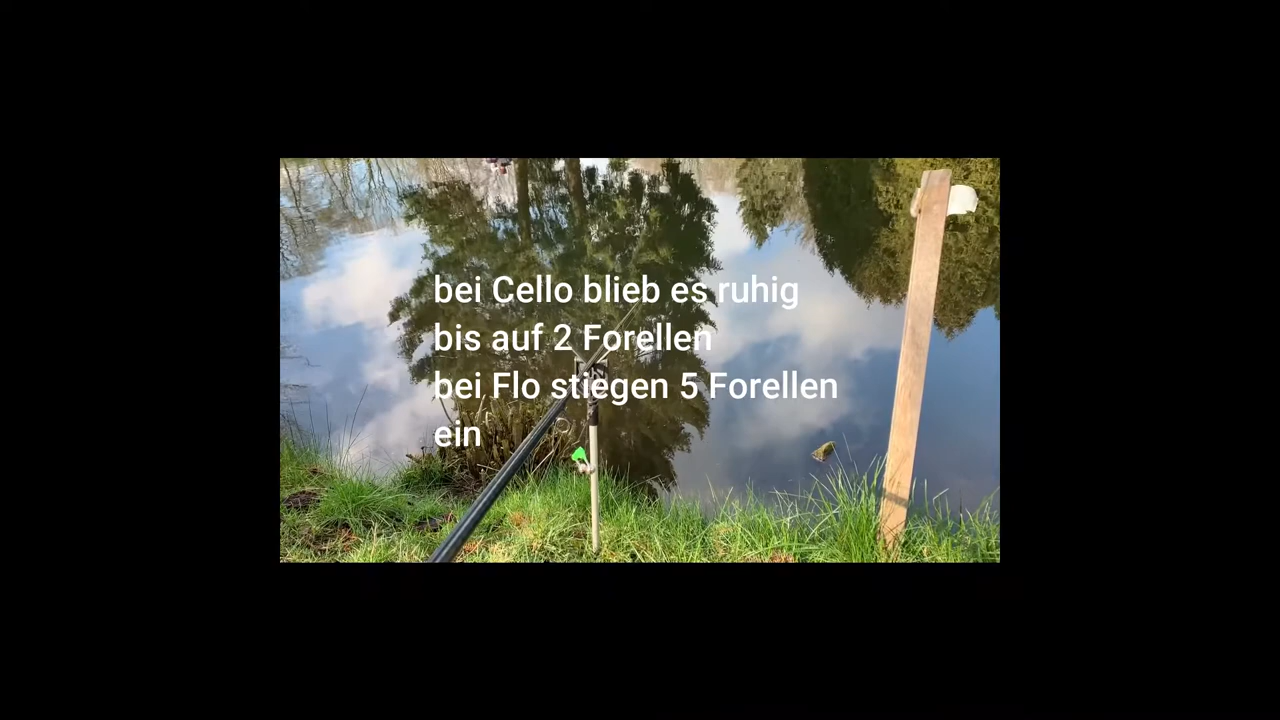 bei Cello blieb es ruhig
bis auf 2 Forellen
bei Flo stiegen 5 Forellen
ein